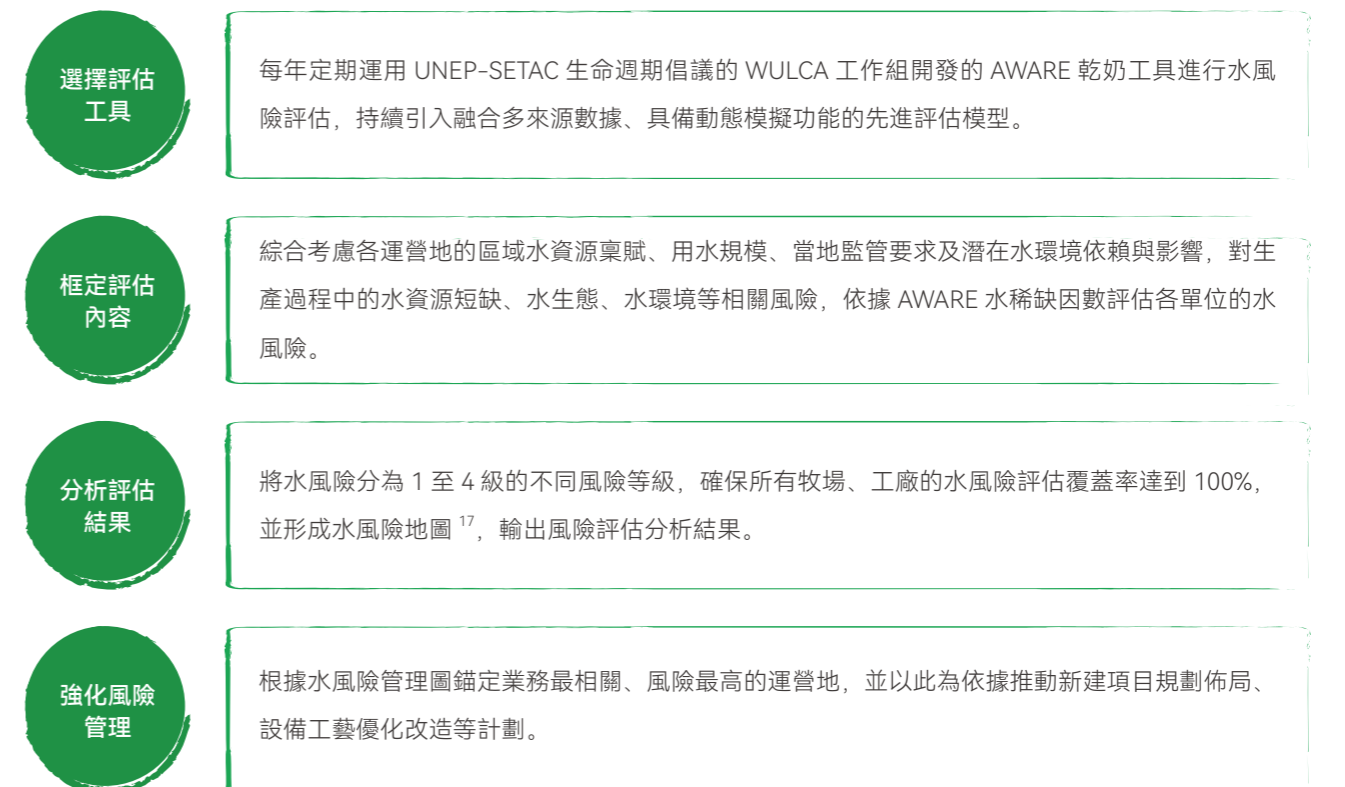 選擇評估
工具
每年定期運用 UNEP-SETAC 生命週期倡議的 WULCA 工作組開發的 AWARE 乾奶工具進行水風
險評估，持續引入融合多來源數據、具備動態模擬功能的先進評估模型。
框定評估
內容
綜合考慮各運營地的區域水資源稟賦、用水規模、當地監管要求及潛在水環境依賴與影響，對生
產過程中的水資源短缺、水生態、水環境等相關風險，依據 AWARE 水稀缺因數評估各單位的水
風險。
分析評估
結果
將水風險分為 1 至 4 級的不同風險等級，確保所有牧場、工廠的水風險評估覆蓋率達到 100%，
並形成水風險地圖 17，輸出風險評估分析結果。
強化風險
管理
根據水風險管理圖錨定業務最相關、風險最高的運營地，並以此為依據推動新建項目規劃佈局、
設備工藝優化改造等計劃。